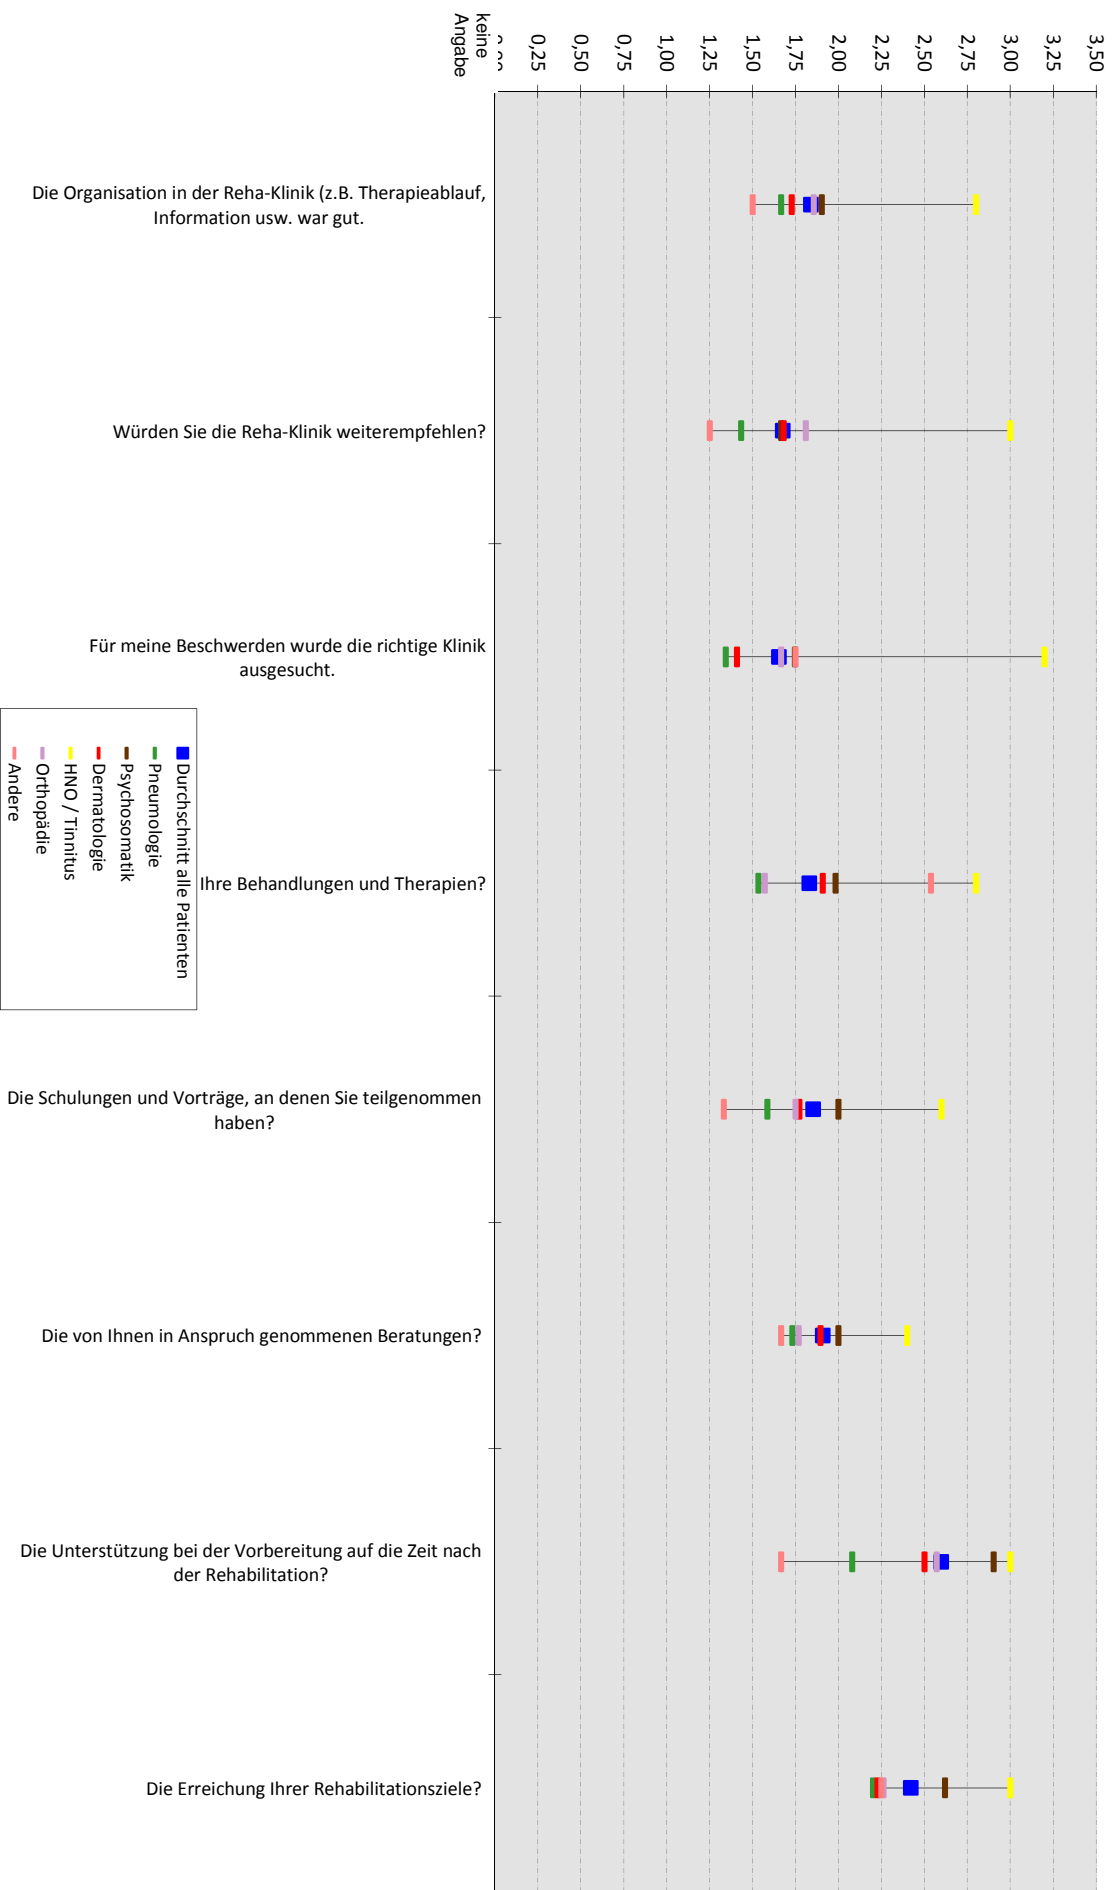 3,50
3,25
3,00
2,75
2,50
2,25
2,00
1,75
1,50
1,25
1,00
0,75
0,50
0,25
keine
Angabe
Die Organisation in der Reha-Klinik (z.B. Therapieablauf,
Information usw. war gut.
Würden Sie die Reha-Klinik weiterempfehlen?
Für meine Beschwerden wurde die richtige Klinik
ausgesucht.
Ihre Behandlungen und Therapien?
Die Schulungen und Vorträge, an denen Sie teilgenommen
haben?
Die von Ihnen in Anspruch genommenen Beratungen?
Die Unterstützung bei der Vorbereitung auf die Zeit nach
der Rehabilitation?
Die Erreichung Ihrer Rehabilitationsziele?
Durchschnitt alle Patienten
Pneumologie
Psychosomatik
Dermatologie
HNO / Tinnitus
Orthopädie
Andere